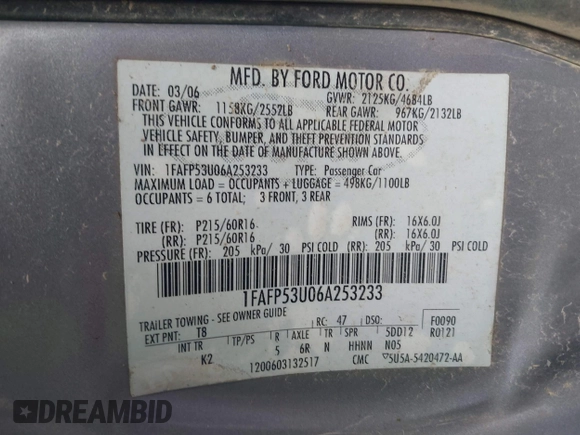 MFD. BY FORD MOTOR CO.
DATE: 03/06
GVWR: 2125KG/4684LB
FRONT GAWR: 1158KG/2552LB
REAR GAWR: 967KG/2132LB
THIS VEHICLE CONFORMS TO ALL APPLICABLE FEDERAL MOTOR
VEHICLE SAFETY, BUMPER, AND THEFT PREVENTION STANDARDS
IN EFFECT ON THE DATE OF MANUFACTURE SHOWN ABOVE.
VIN: 1FAFP53U06A253233 TYPE: Passenger Car
MAXIMUM LOAD = OCCUPANTS + LUGGAGE = 498KG/1100LB
OCCUPANTS = 6 TOTAL; 3 FRONT, 3 REAR
TIRE (FR): P215/60R16 RIMS (FR): 16X6.0J
(RR): P215/60R16 (RR): 16X6.0J
PRESSURE (FR): 205 kPa/ 30 PSI COLD (RR): 205 kPa/ 30 PSI COLD
1FAFP53U06A253233
TRAILER TOWING - SEE OWNER GUIDE RC: 47 DSO: F0090
EXT PNT: T8 R0121
INT TR TP/PS R AXLE TR SPR 5DD12
K2 5 6R N HHNN N05
1200603132517 CMC 5U5A-5420472-AA
DREAMBID
DREAMBID.COM